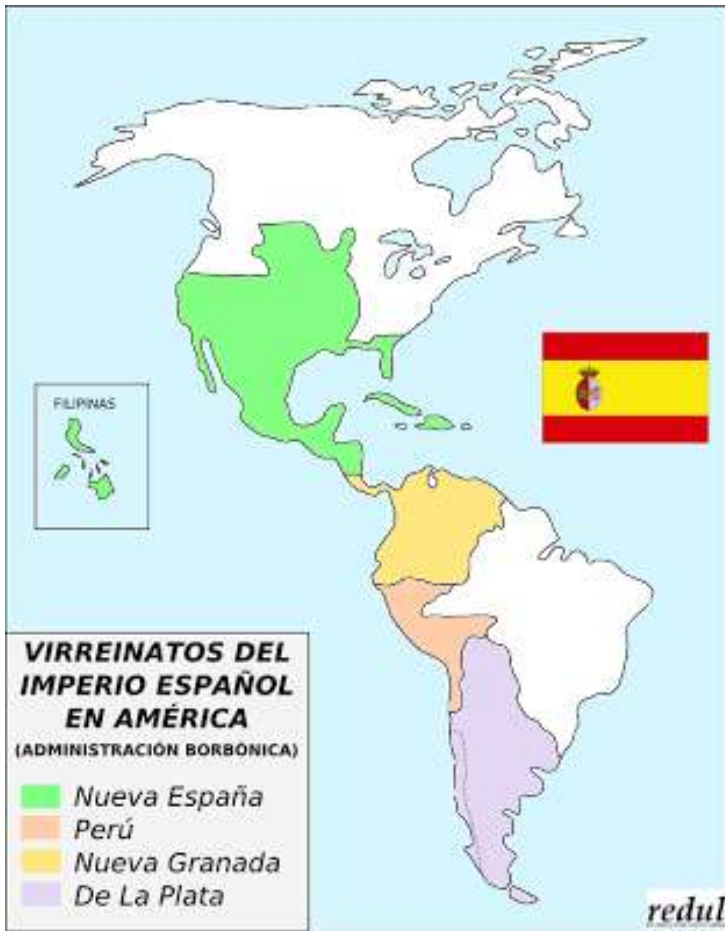 FILIPINAS
VIRREINATOS DEL
IMPERIO ESPAÑOL
EN AMÉRICA
(ADMINISTRACIÓN BORBÓNICA)
Nueva España
Perú
Nueva Granada
De La Plata
redul